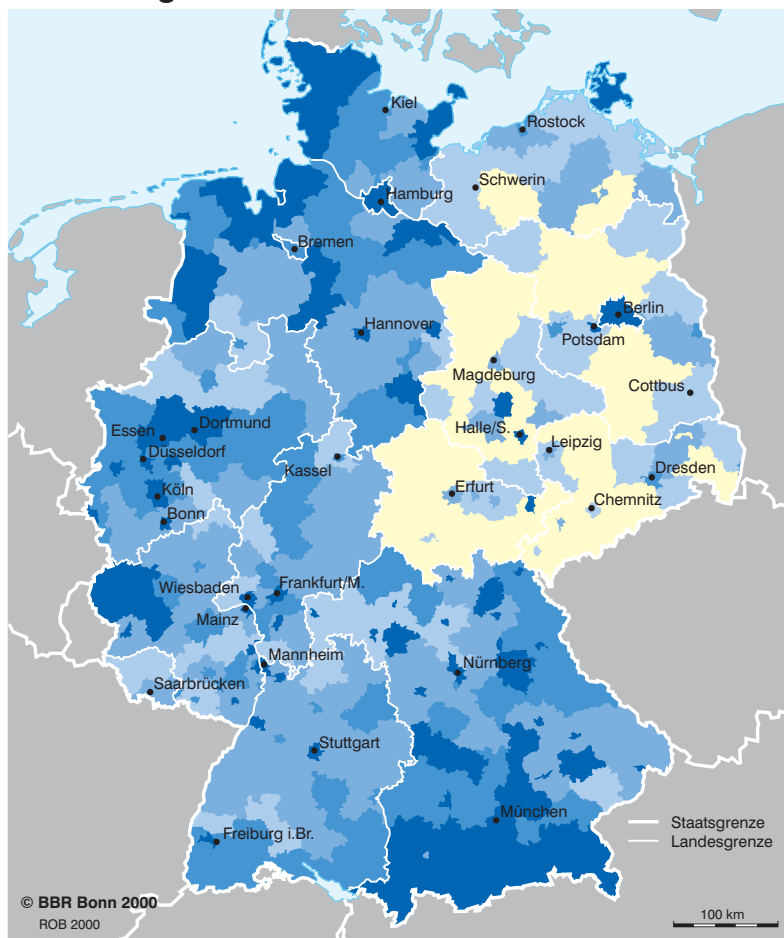 Kiel
Rostock
Schwerin
Hamburg
Bremen
Berlin
Hannover
Potsdam
Magdeburg
Cottbus
Dortmund
Essen
Halle/S.
Leipzig
Düsseldorf
Kassel
Dresden
Köln
Erfurt
Chemnitz
Bonn
Wiesbaden
Frankfurt/M.
Mainz
Mannheim
Nürnberg
Saarbrücken
Stuttgart
München
Staatsgrenze
Freiburg i.Br.
Landesgrenze
© BBR Bonn 2000
ROB 2000
100 km